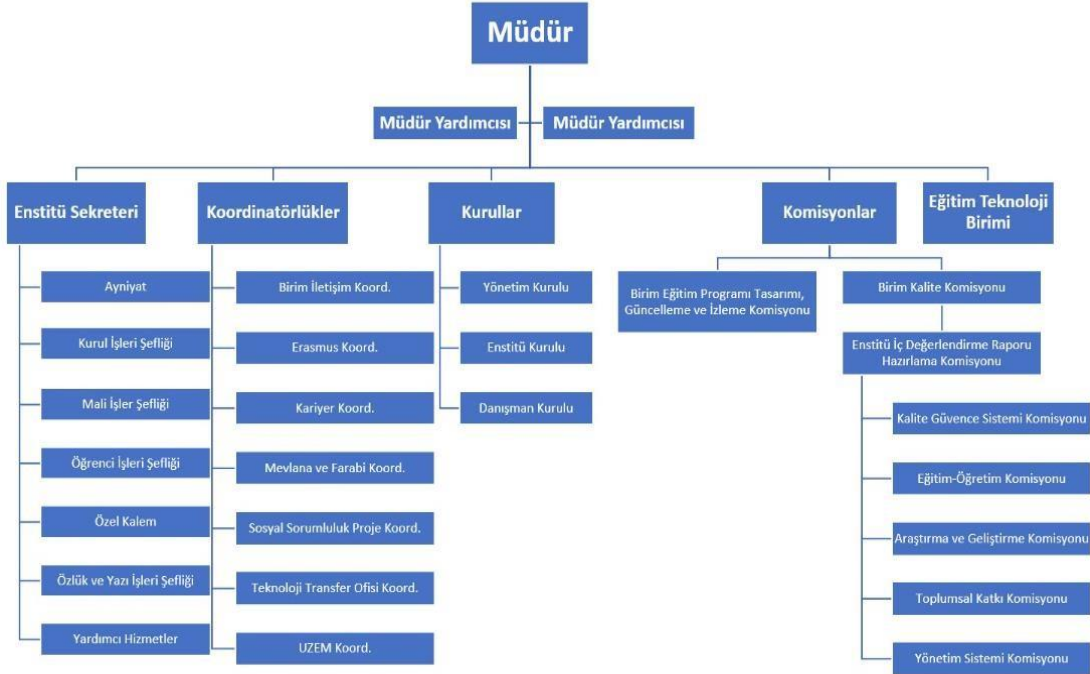 Müdür
Müdür Yardımcısı
Müdür Yardımcısı
Enstitü Sekreteri
Koordinatörlükler
Kurullar
Komisyonlar
Eğitim Teknoloji
Birimi
Ayniyat
Kurul İşleri Şefliği
Mali İşler Şefliği
Öğrenci İşleri Şefliği
Özel Kalem
Özlük ve Yazı İşleri Şefliği
Yardımcı Hizmetler
Birim İletişim Koord.
Erasmus Koord.
Kariyer Koord.
Mevlana ve Farabi Koord.
Sosyal Sorumluluk Proje Koord.
Teknoloji Transfer Ofisi Koord.
UZEM Koord.
Yönetim Kurulu
Enstitü Kurulu
Danışman Kurulu
Birim Eğitim Programı Tasarımı,
Güncelleme ve İzleme Komisyonu
Birim Kalite Komisyonu
Enstitü İç Değerlendirme Raporu
Hazırlama Komisyonu
Kalite Güvence Sistemi Komisyonu
Eğitim-Öğretim Komisyonu
Araştırma ve Geliştirme Komisyonu
Toplumsal Katkı Komisyonu
Yönetim Sistemi Komisyonu